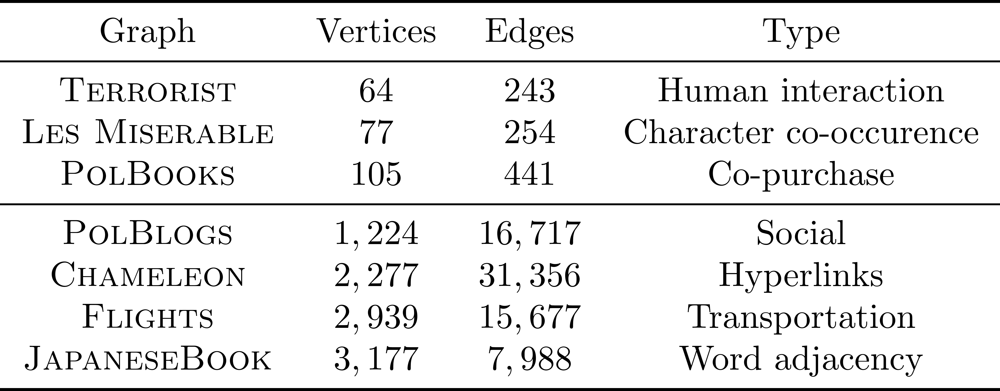 Graph Vertices Edges Type
TERRORIST 64 243 Human interaction
LES MISERABLE 77 254 Character co-occurence
POLBOOKS 105 441 Co-purchase
POLBLOGS 1, 224 16, 717 Social
CHAMELEON 2, 277 31, 356 Hyperlinks
FLIGHTS 2, 939 15, 677 Transportation
JAPANESEBOOK 3, 177 7, 988 Word adjacency